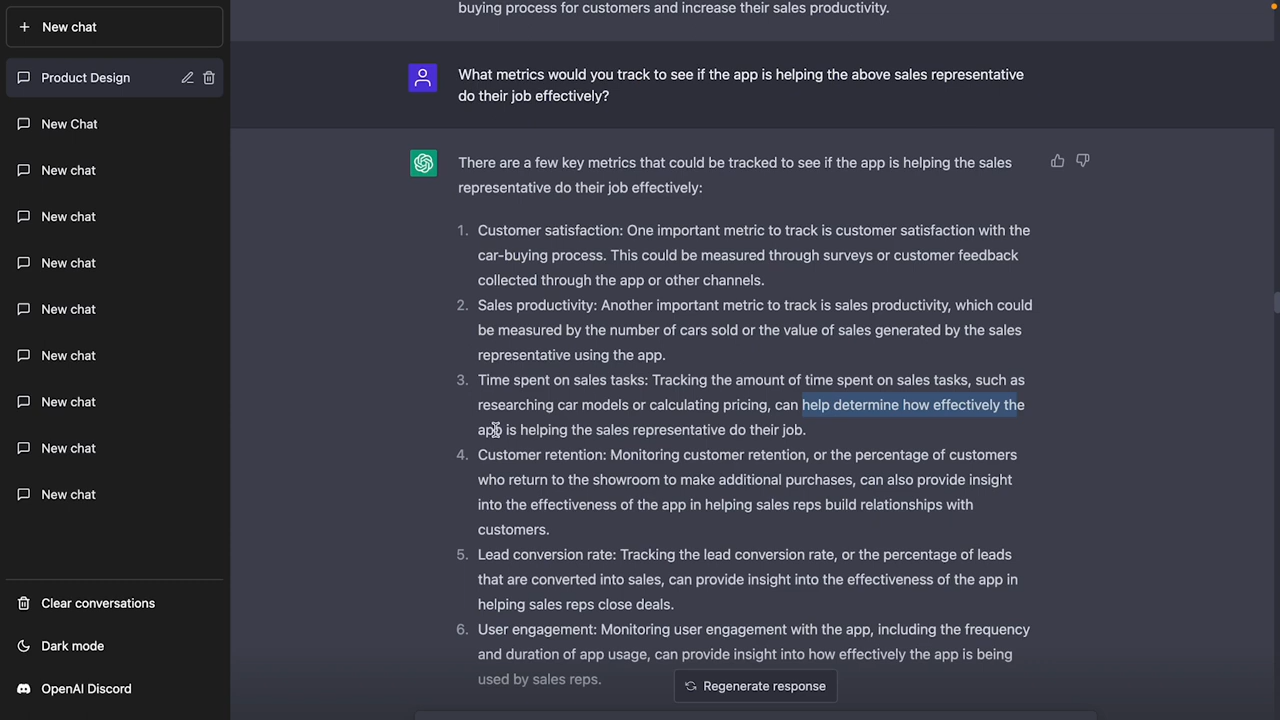 New chat
Product Design
New Chat
New chat
New chat
New chat
New chat
New chat
New chat
New chat
New chat
Clear conversations
Dark mode
OpenAI Discord
buying process for customers and increase their sales productivity.
What metrics would you track to see if the app is helping the above sales representative
do their job effectively?
There are a few key metrics that could be tracked to see if the app is helping the sales
representative do their job effectively:
1. Customer satisfaction: One important metric to track is customer satisfaction with the
car-buying process. This could be measured through surveys or customer feedback
collected through the app or other channels.
2. Sales productivity: Another important metric to track is sales productivity, which could
be measured by the number of cars sold or the value of sales generated by the sales
representative using the app.
3. Time spent on sales tasks: Tracking the amount of time spent on sales tasks, such as
researching car models or calculating pricing, can help determine how effectively the
app is helping the sales representative do their job.
4. Customer retention: Monitoring customer retention, or the percentage of customers
who return to the showroom to make additional purchases, can also provide insight
into the effectiveness of the app in helping sales reps build relationships with
customers.
5. Lead conversion rate: Tracking the lead conversion rate, or the percentage of leads
that are converted into sales, can provide insight into the effectiveness of the app in
helping sales reps close deals.
6. User engagement: Monitoring user engagement with the app, including the frequency
and duration of app usage, can provide insight into how effectively the app is being
used by sales reps.
Regenerate response